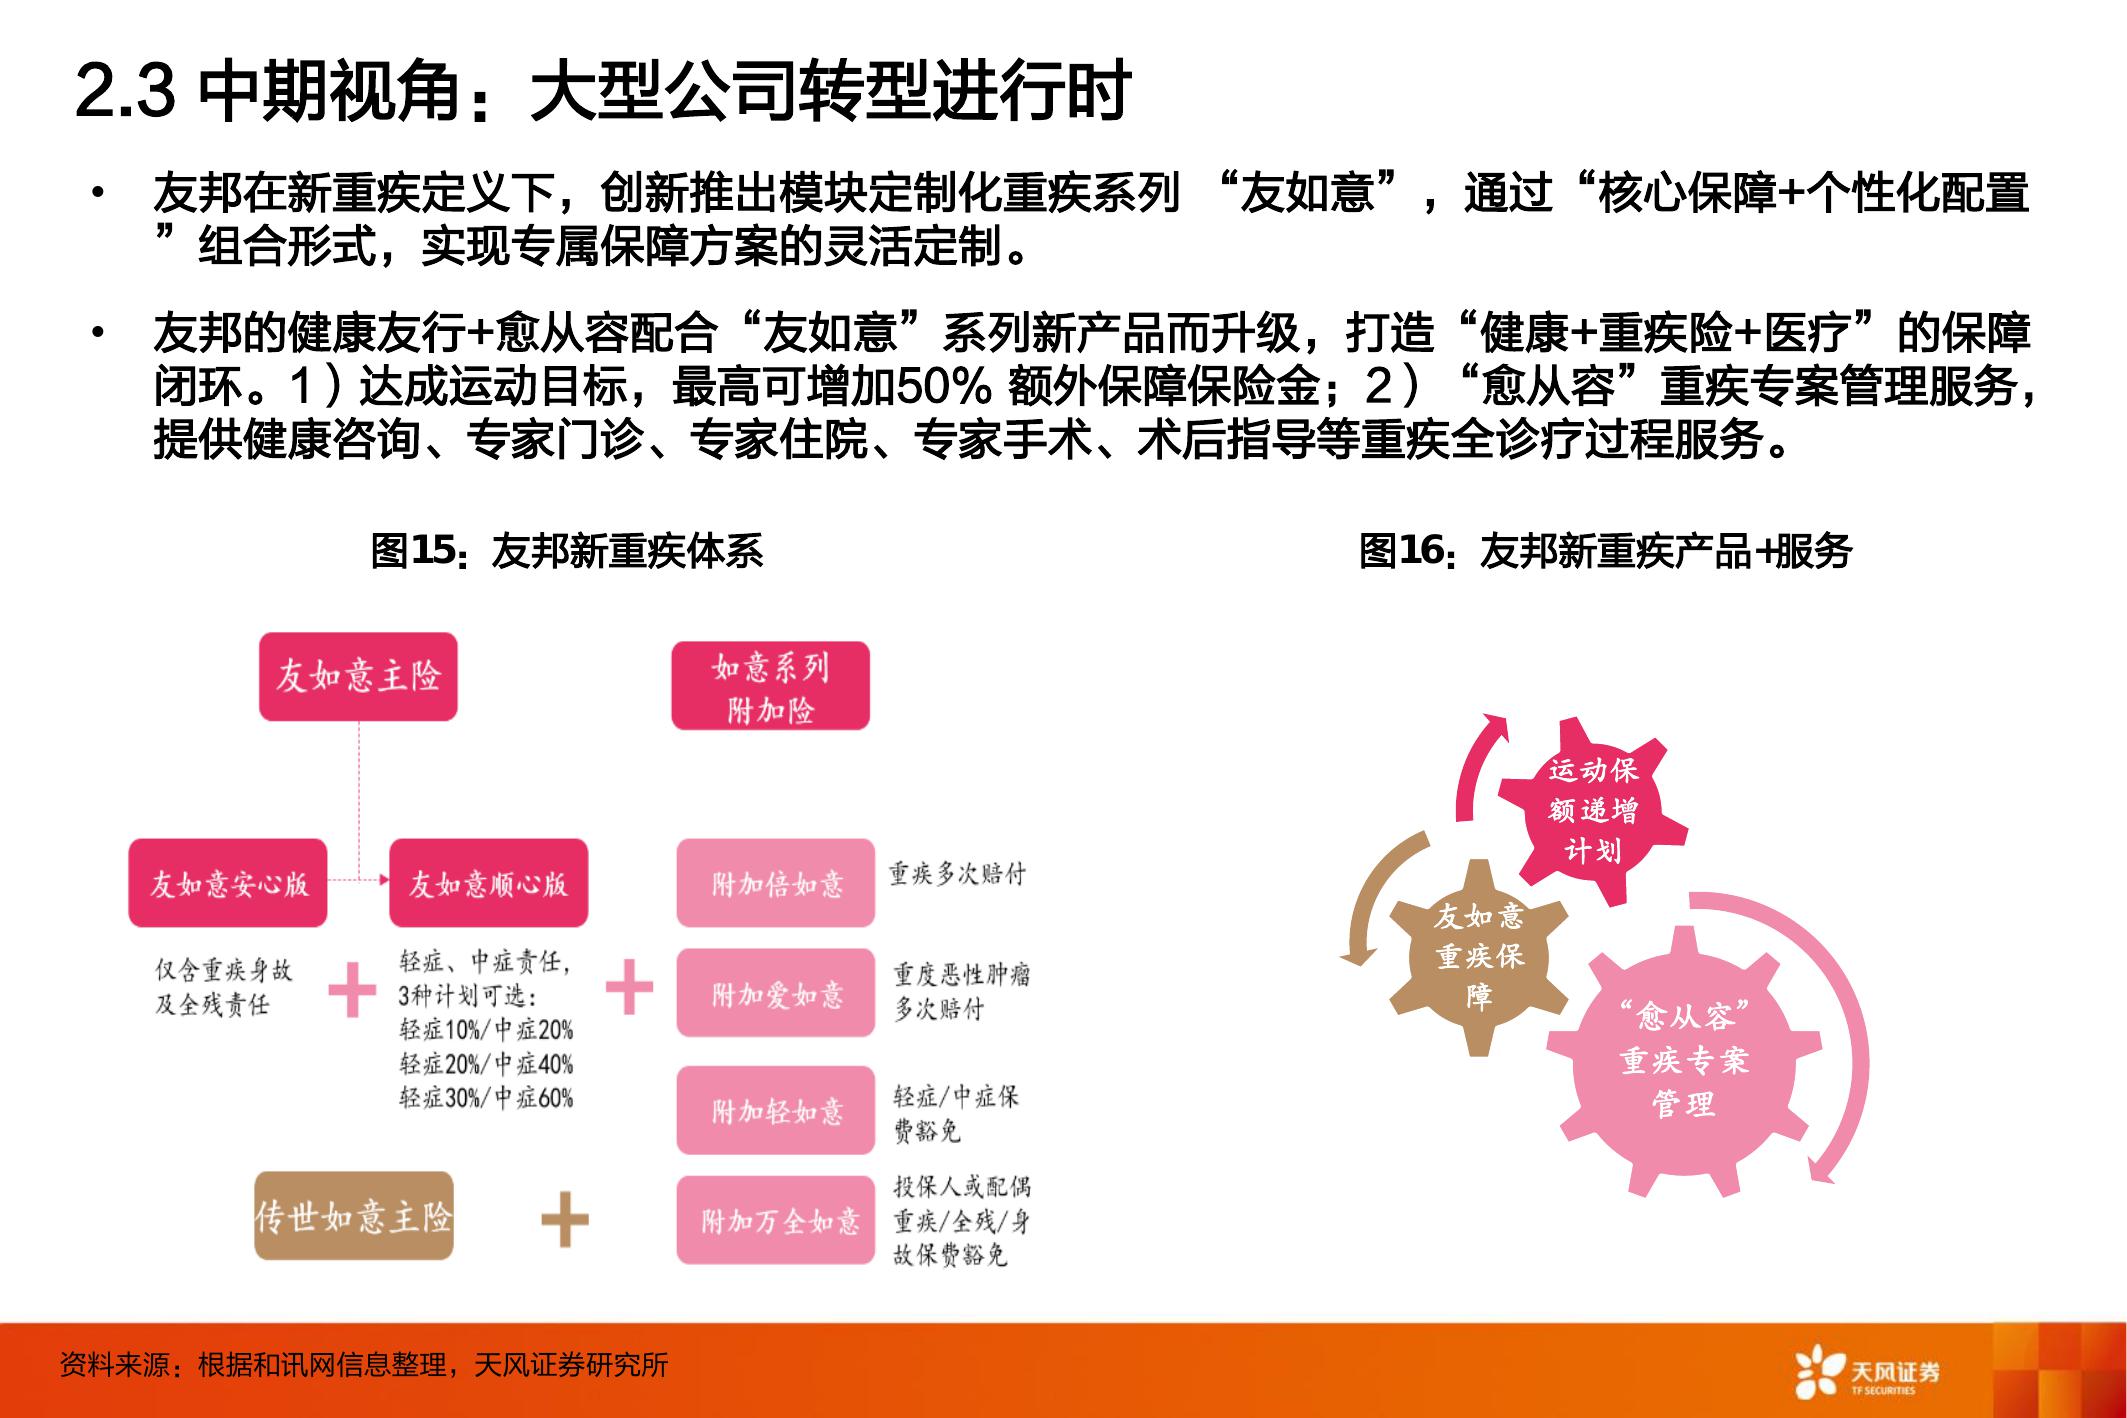 2.3 中期视角：大型公司转型进行时
• 友邦在新重疾定义下，创新推出模块定制化重疾系列 “友如意”，通过“核心保障+个性化配置
”组合形式，实现专属保障方案的灵活定制。
• 友邦的健康友行+愈从容配合“友如意”系列新产品而升级，打造“健康+重疾险+医疗”的保障
闭环。1）达成运动目标，最高可增加50% 额外保障保险金；2）“愈从容”重疾专案管理服务，
提供健康咨询、专家门诊、专家住院、专家手术、术后指导等重疾全诊疗过程服务。
图15：友邦新重疾体系
友如意主险
如意系列
附加险
友如意安心版
友如意顺心版
仅含重疾身故
及全残责任
+
轻症、中症责任，
3种计划可选：
轻症10%/中症20%
轻症20%/中症40%
轻症30%/中症60%
+
附加倍如意
重疾多次赔付
附加爱如意
重度恶性肿瘤
多次赔付
附加轻如意
轻症/中症保
费豁免
传世如意主险
+
附加万全如意
投保人或配偶
重疾/全残/身
故保费豁免
图16：友邦新重疾产品+服务
运动保
额递增
计划
友如意
重疾保
障
“愈从容”
重疾专案
管理
资料来源：根据和讯网信息整理，天风证券研究所
天风证券
TF SECURITIES